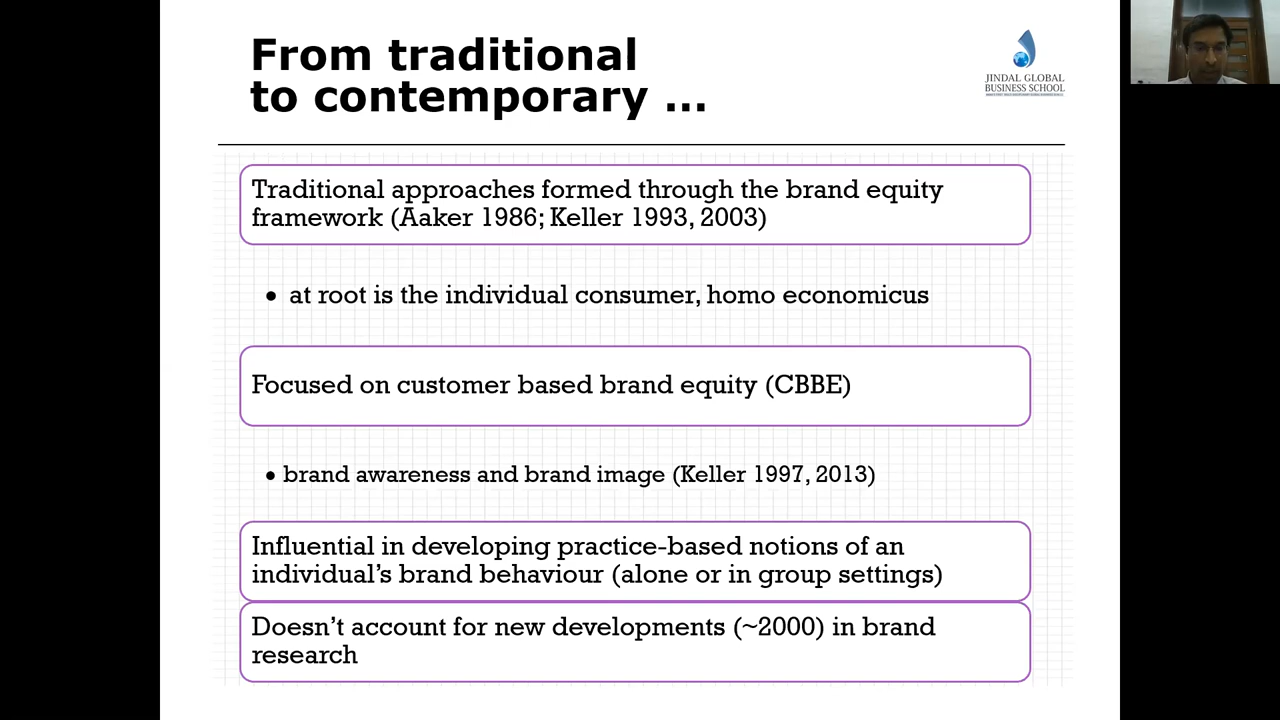 From traditional
to contemporary ...
JINDAL GLOBAL
BUSINESS SCHOOL
Traditional approaches formed through the brand equity
framework (Aaker 1986; Keller 1993, 2003)
• at root is the individual consumer, homo economicus
Focused on customer based brand equity (CBBE)
• brand awareness and brand image (Keller 1997, 2013)
Influential in developing practice-based notions of an
individual’s brand behaviour (alone or in group settings)
Doesn’t account for new developments (~2000) in brand
research